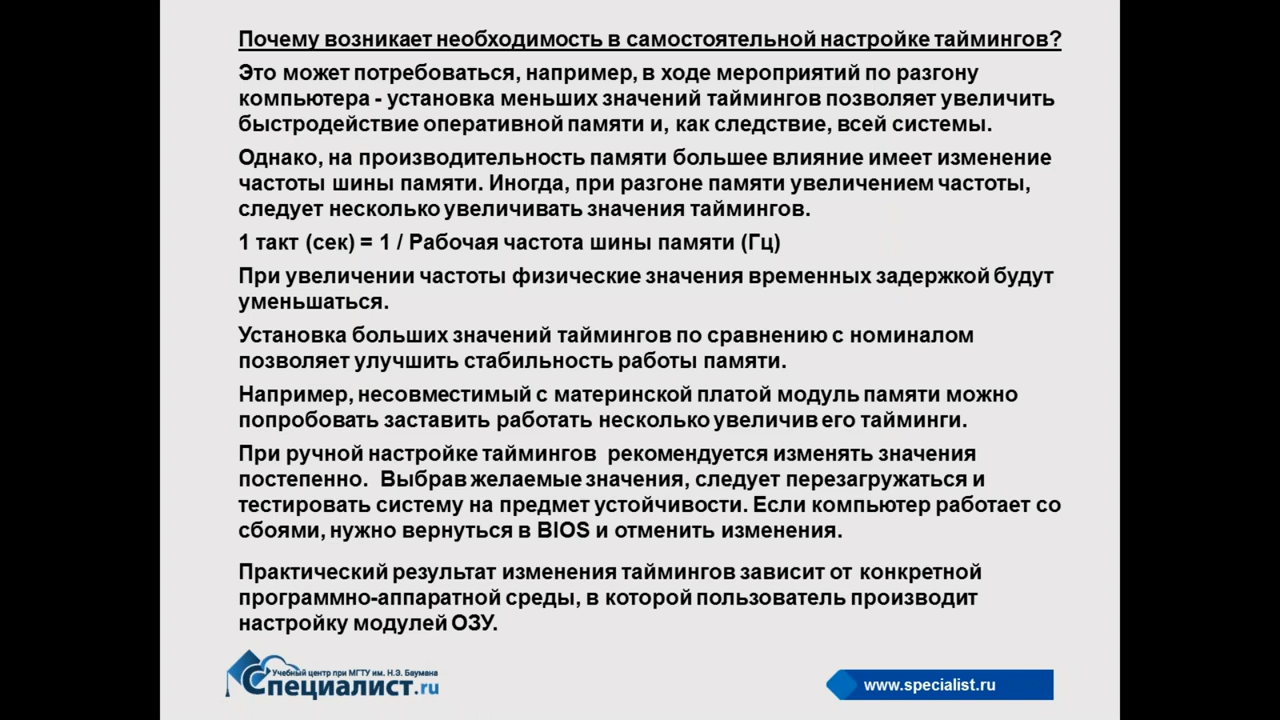 Почему возникает необходимость в самостоятельной настройке таймингов?
Это может потребоваться, например, в ходе мероприятий по разгону
компьютера - установка меньших значений таймингов позволяет увеличить
быстродействие оперативной памяти и, как следствие, всей системы.
Однако, на производительность памяти большее влияние имеет изменение
частоты шины памяти. Иногда, при разгоне памяти увеличением частоты,
следует несколько увеличивать значения таймингов.
1 такт (сек) = 1 / Рабочая частота шины памяти (Гц)
При увеличении частоты физические значения временных задержкой будут
уменьшаться.
Установка больших значений таймингов по сравнению с номиналом
позволяет улучшить стабильность работы памяти.
Например, несовместимый с материнской платой модуль памяти можно
попробовать заставить работать несколько увеличив его тайминги.
При ручной настройке таймингов  рекомендуется изменять значения
постепенно.  Выбрав желаемые значения, следует перезагружаться и
тестировать систему на предмет устойчивости. Если компьютер работает со
сбоями, нужно вернуться в BIOS и отменить изменения.
Практический результат изменения таймингов зависит от конкретной
программно-аппаратной среды, в которой пользователь производит
настройку модулей ОЗУ.
Учебный центр при МГТУ им. Н.Э. Баумана
Специалист.ru
www.specialist.ru